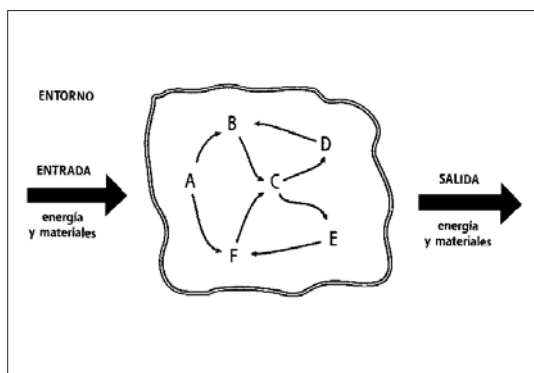 ENTORNO
ENTRADA
energía
y materiales
A
B
C
D
E
F
SALIDA
energía
y materiales